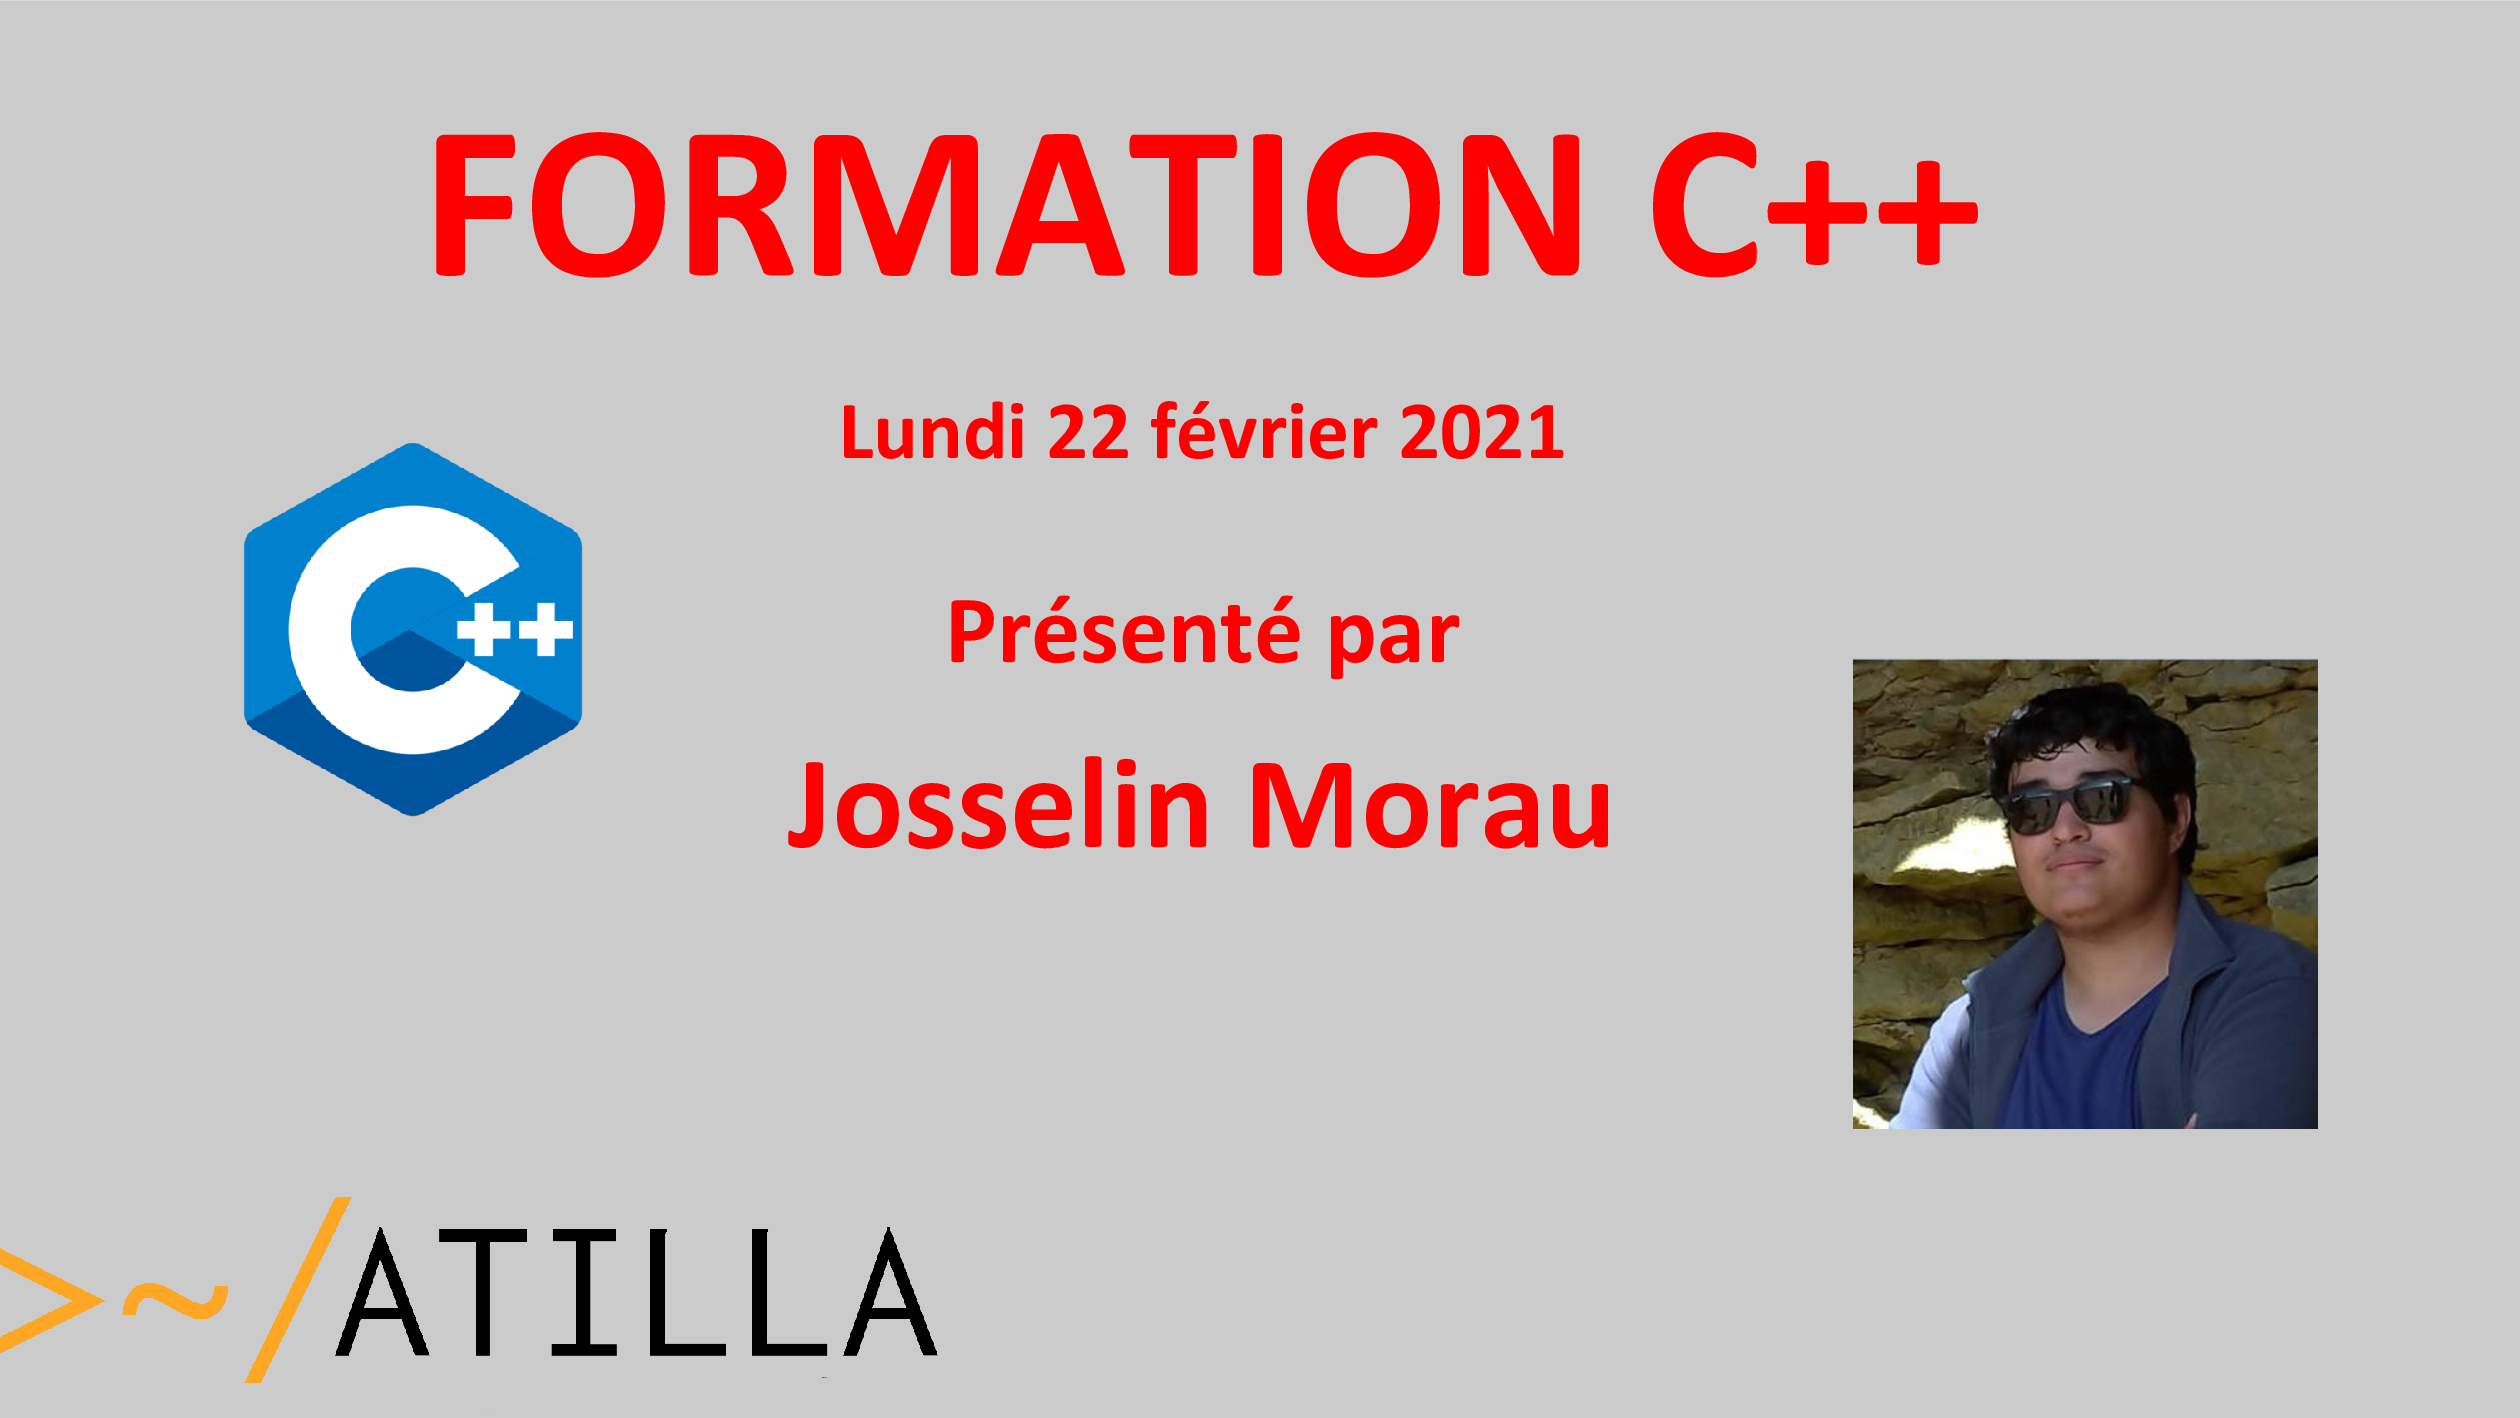 FORMATION C++
Lundi 22 février 2021
C++
Présenté par
Josselin Morau
>~/ATILLA